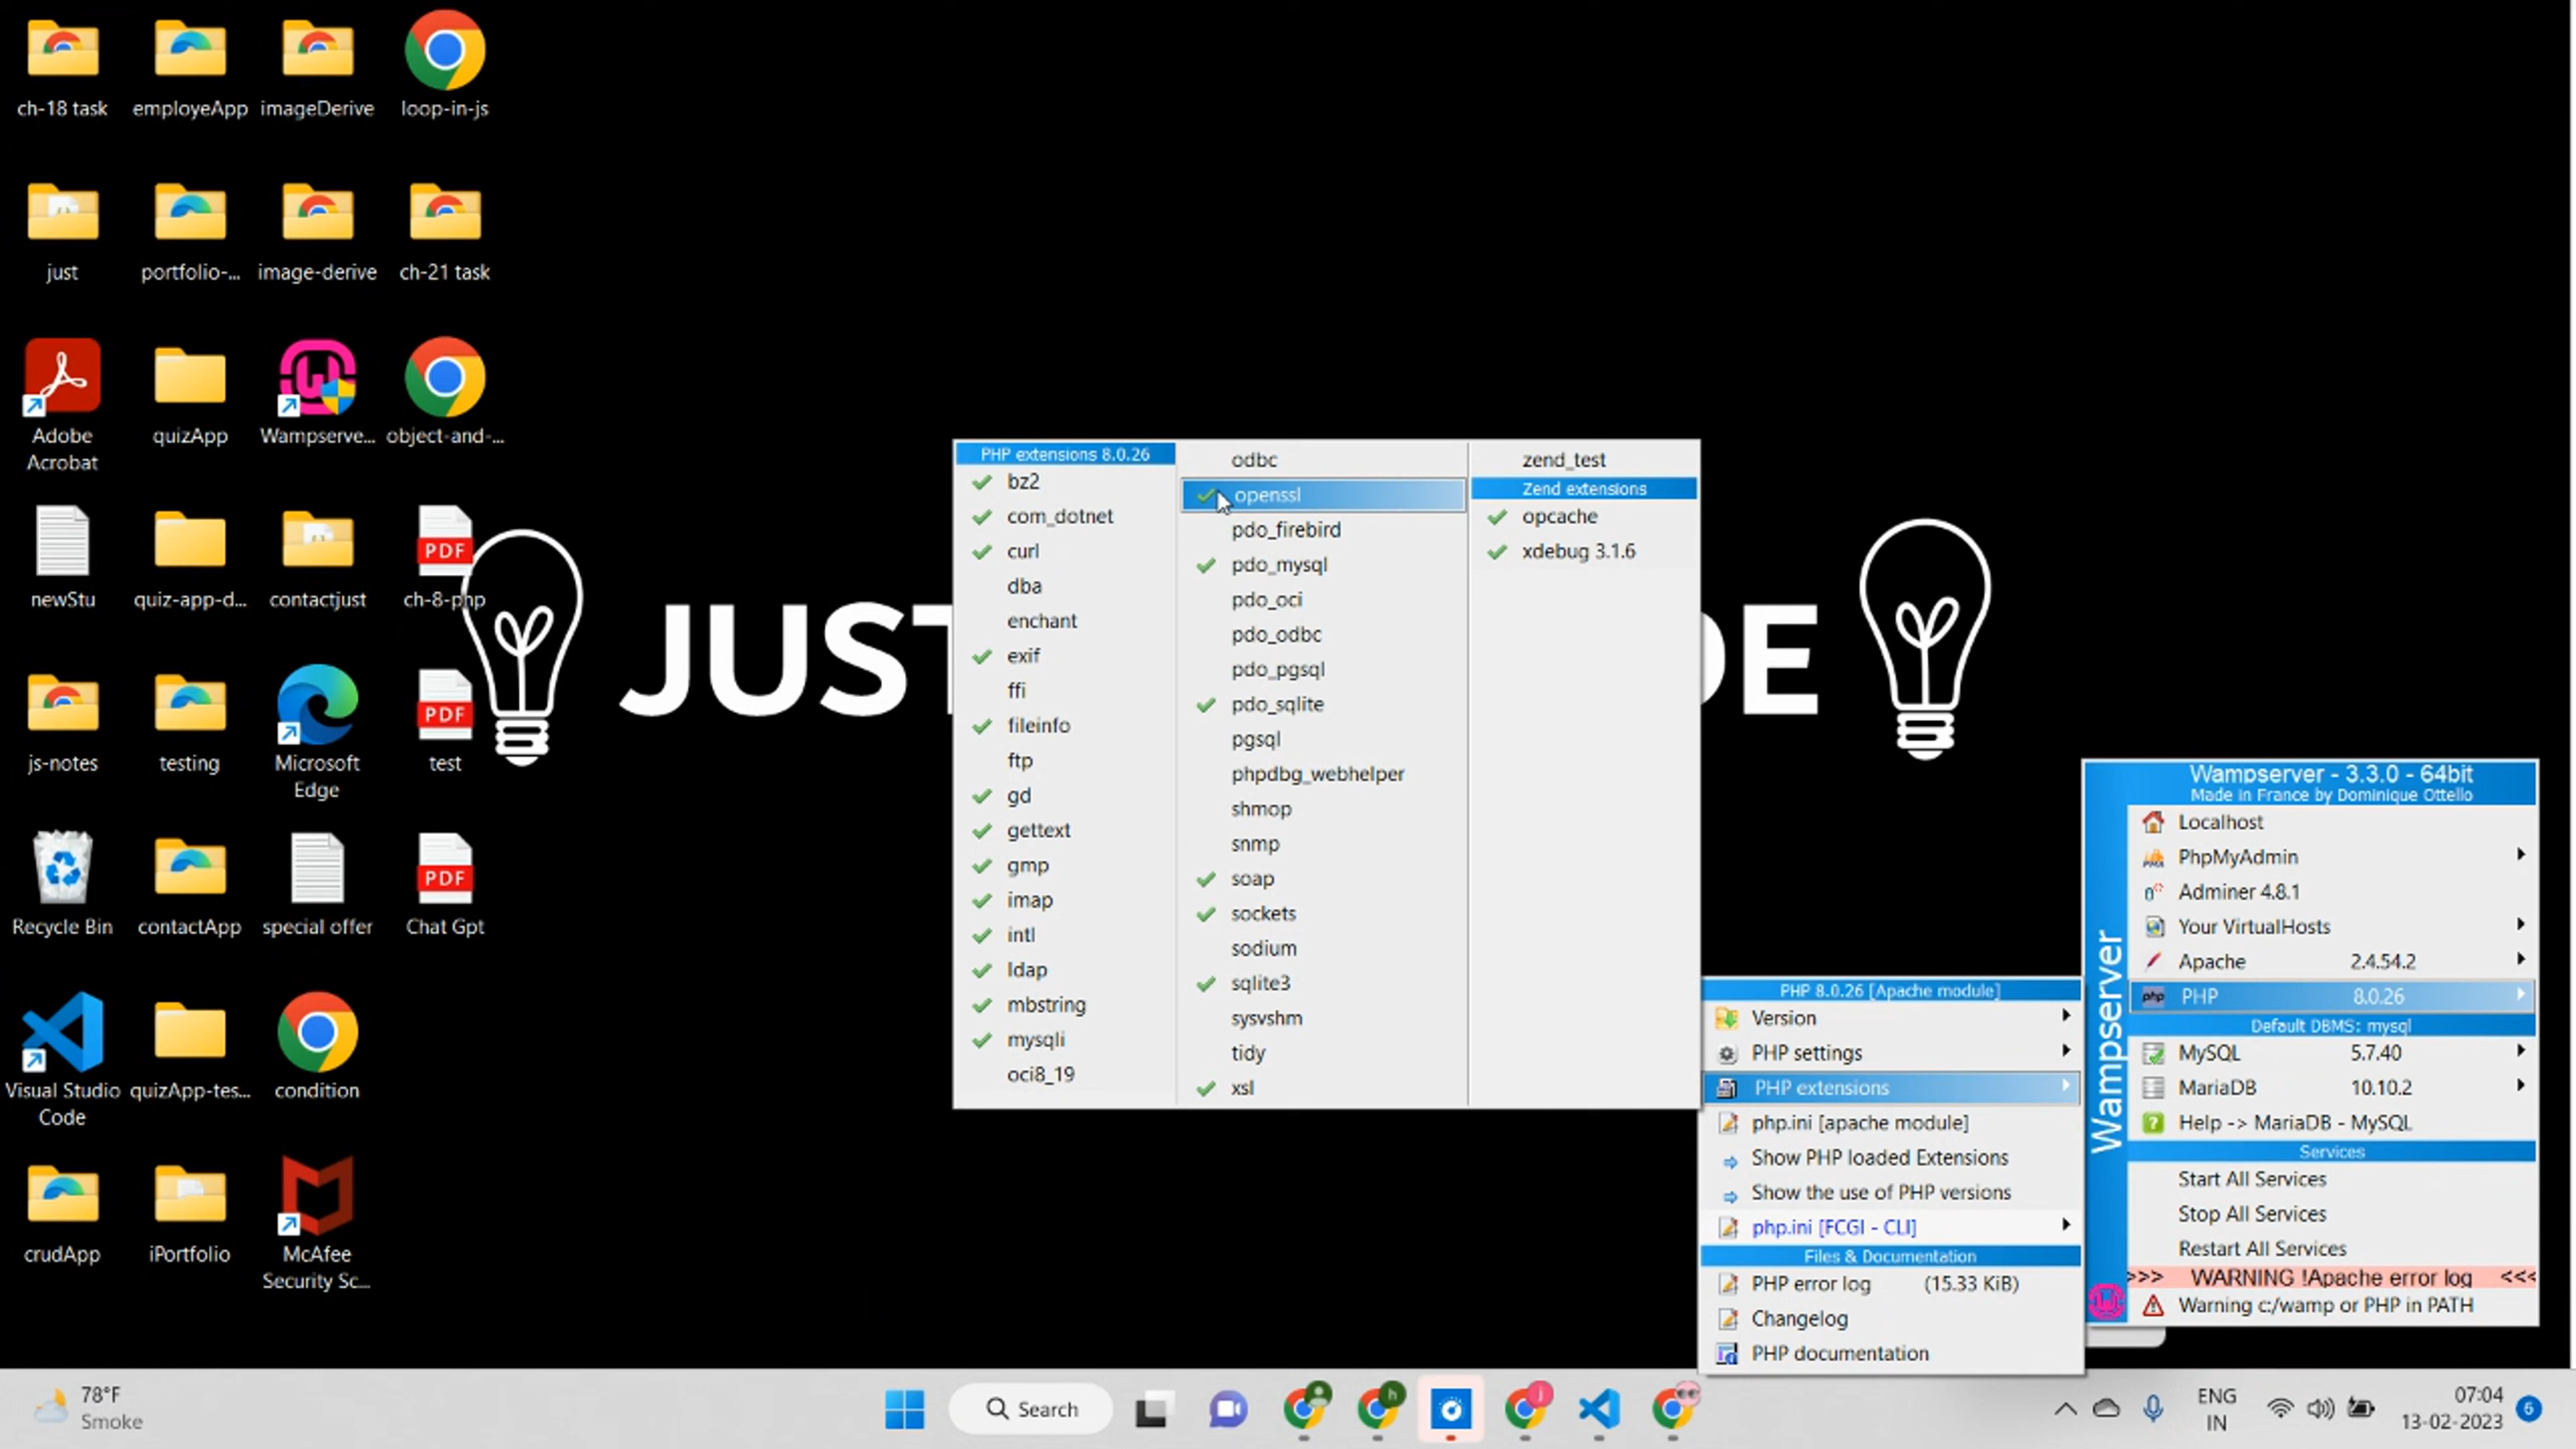 ch-18 task
employeApp
imageDerive
loop-in-js
just
portfolio-...
image-derive
ch-21 task
Adobe
Acrobat
quizApp
Wampserve...
object-and-...
newStu
quiz-app-d...
contactjust
PDF
ch-8-php
js-notes
testing
Microsoft
Edge
PDF
test
Recycle Bin
contactApp
special offer
PDF
Chat Gpt
Visual Studio
Code
quizApp-tes...
condition
crudApp
iPortfolio
McAfee
Security Sc...
JUST
DE
PHP extensions 8.0.26
bz2
com_dotnet
curl
dba
enchant
exif
ffi
fileinfo
ftp
gd
gettext
gmp
imap
intl
ldap
mbstring
mysqli
oci8_19
odbc
openssl
pdo_firebird
pdo_mysql
pdo_oci
pdo_odbc
pdo_pgsql
pdo_sqlite
pgsql
phpdbg_webhelper
shmop
snmp
soap
sockets
sodium
sqlite3
sysvshm
tidy
xsl
zend_test
Zend extensions
opcache
xdebug 3.1.6
PHP 8.0.26 [Apache module]
Version
PHP settings
PHP extensions
php.ini [apache module]
Show PHP loaded Extensions
Show the use of PHP versions
php.ini [FCGI - CLI]
Files & Documentation
PHP error log (15.33 KiB)
Changelog
PHP documentation
Wampserver
Wampserver - 3.3.0 - 64bit
Made in France by Dominique Ottello
Localhost
PhpMyAdmin
Adminer 4.8.1
Your VirtualHosts
Apache 2.4.54.2
php PHP 8.0.26
Default DBMS: mysql
MySQL 5.7.40
MariaDB 10.10.2
Help -> MariaDB - MySQL
Services
Start All Services
Stop All Services
Restart All Services
>>> WARNING !Apache error log <<<
Warning c:/wamp or PHP in PATH
78°F
Smoke
Search
h
j
ENG
IN
07:04
13-02-2023
6